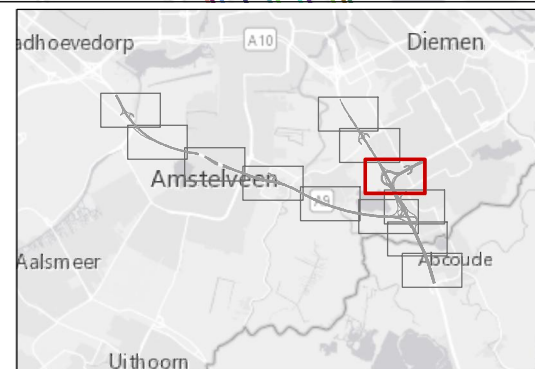 adhoevedorp
A10
Diemen
Amstelveen
A9
Abcoude
Aalsmeer
Uithoorn